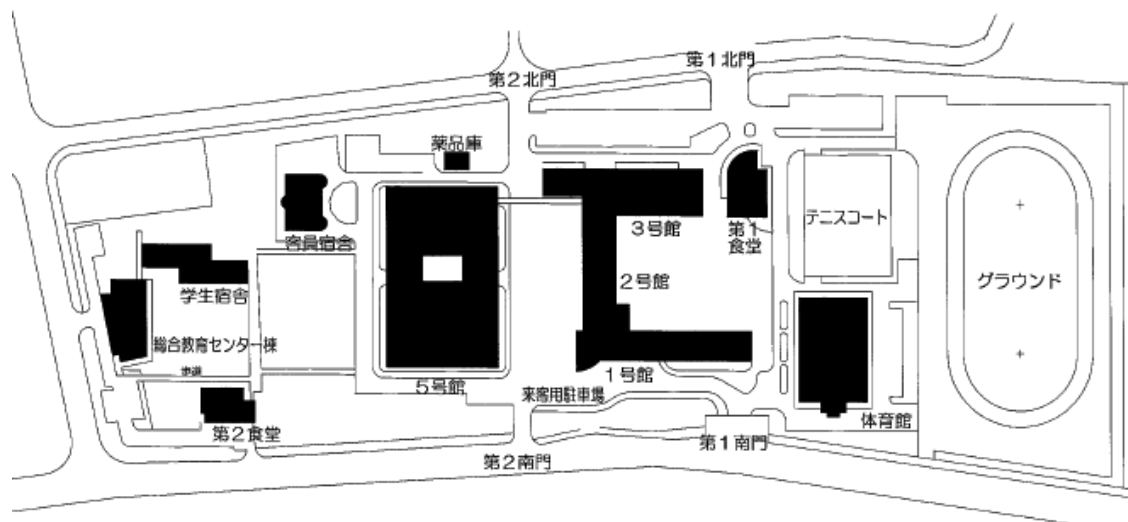 第1北門
第2北門
薬品庫
客員宿舎
3号館
第1
食堂
テニスコート
グラウンド
2号館
学生宿舎
総合教育センター棟
歩道
1号館
5号館
来客用駐車場
体育館
第2食堂
第1南門
第2南門